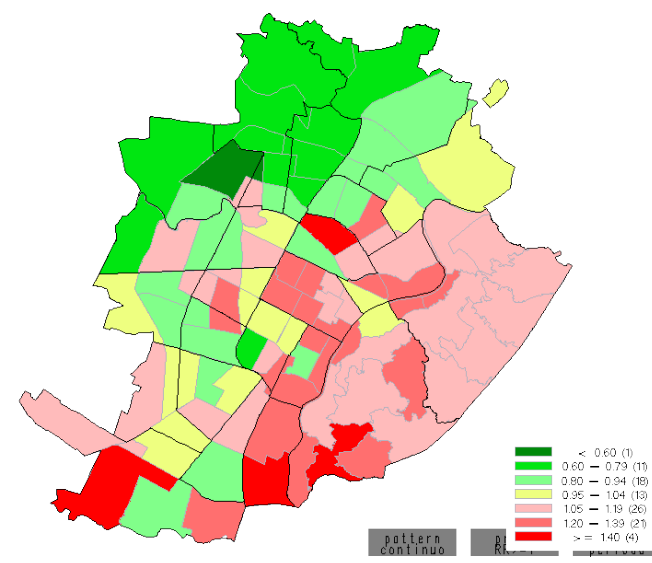 < 0.60 (1)
0.60 – 0.79 (11)
0.80 – 0.94 (18)
0.95 – 1.04 (13)
1.05 – 1.19 (26)
1.20 – 1.39 (21)
> = 1.40 (4)
pattern
continuo